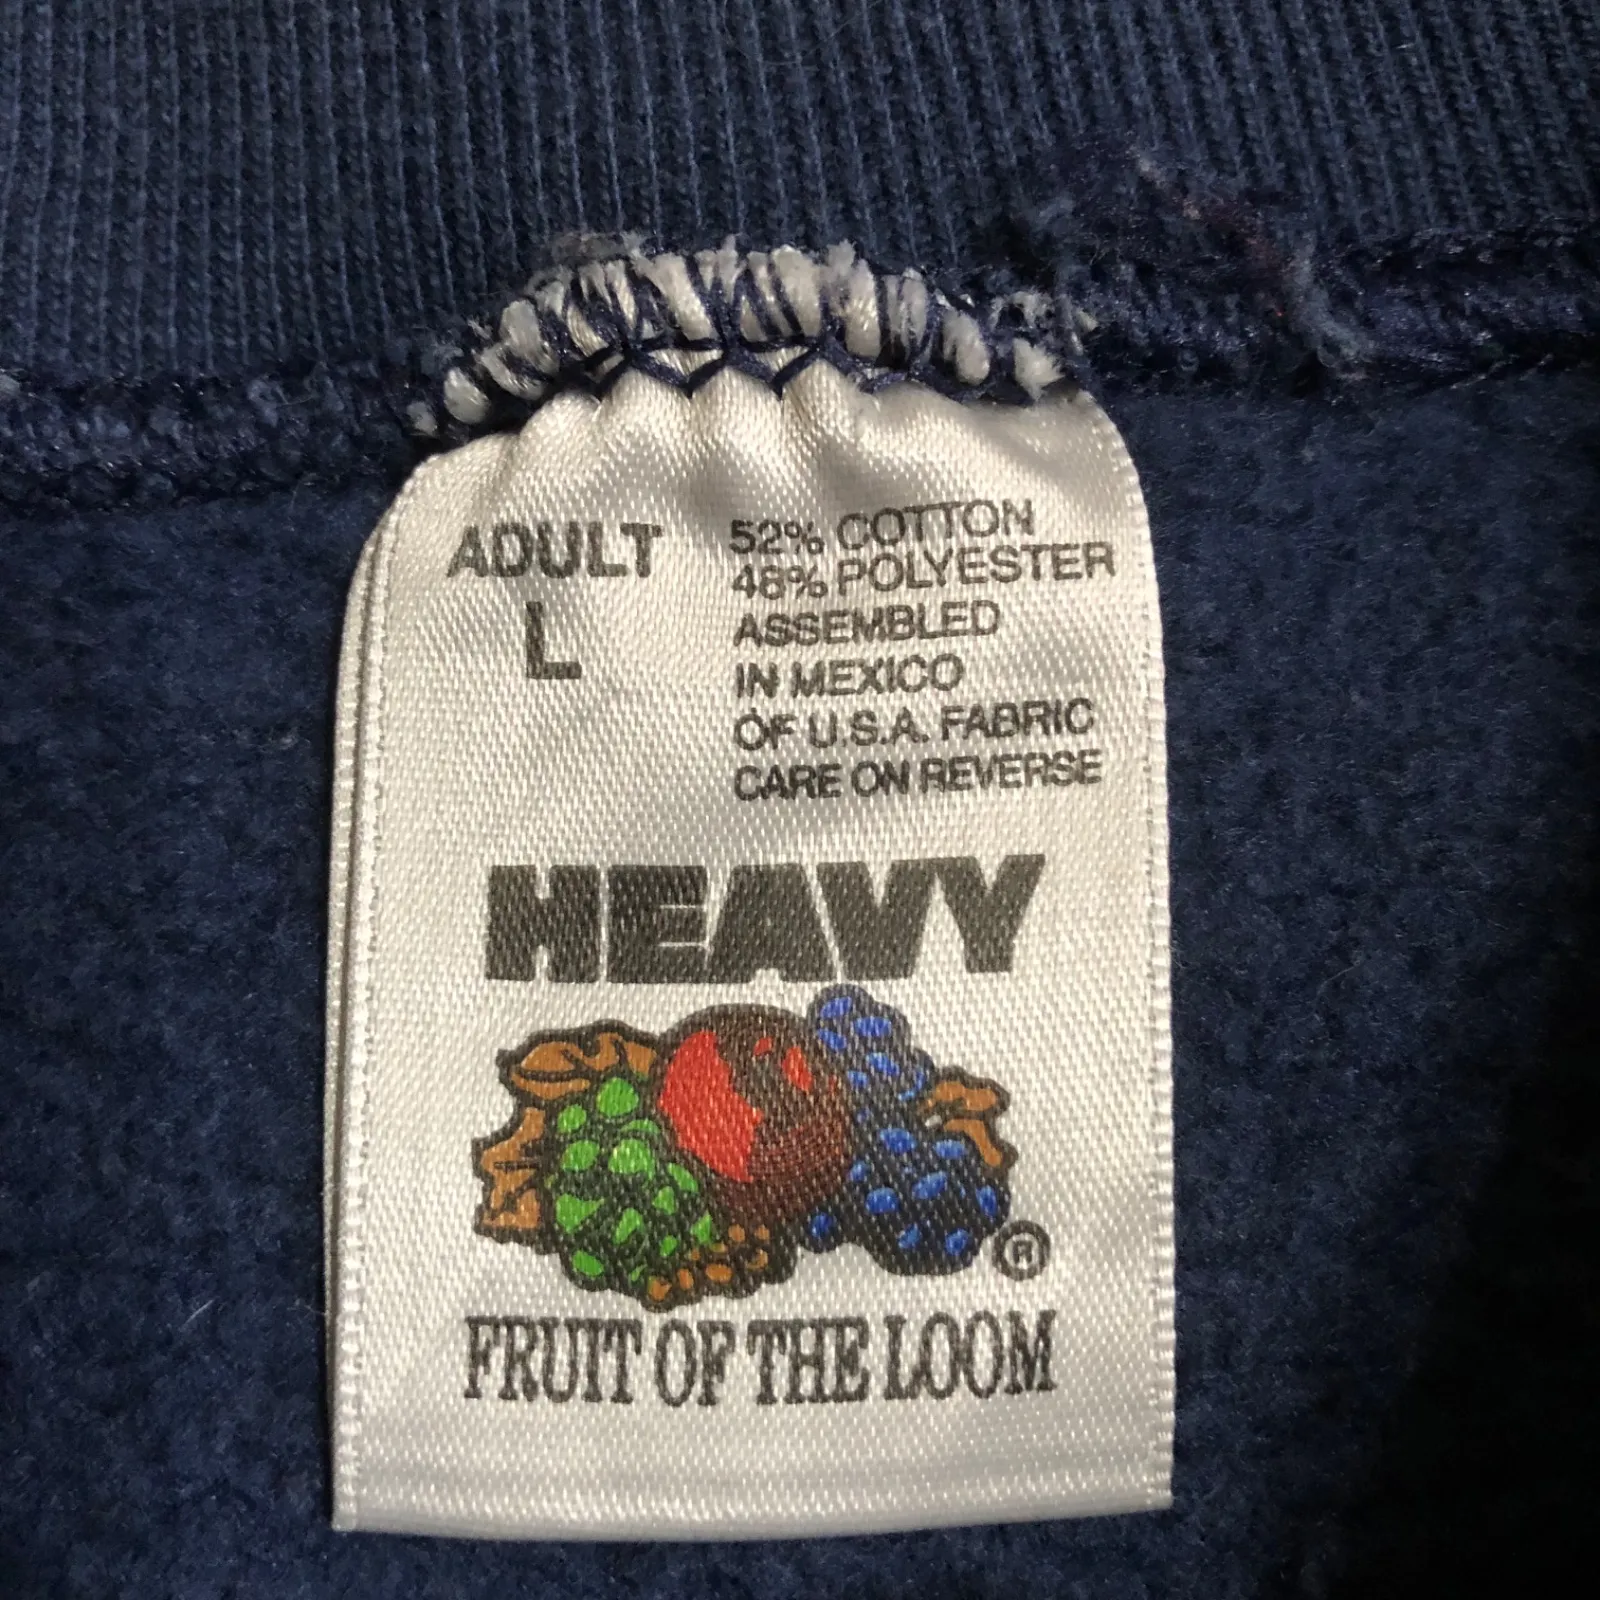 ADULT
L
52% COTTON
48% POLYESTER
ASSEMBLED
IN MEXICO
OF U.S.A. FABRIC
CARE ON REVERSE
HEAVY
®
FRUIT OF THE LOOM